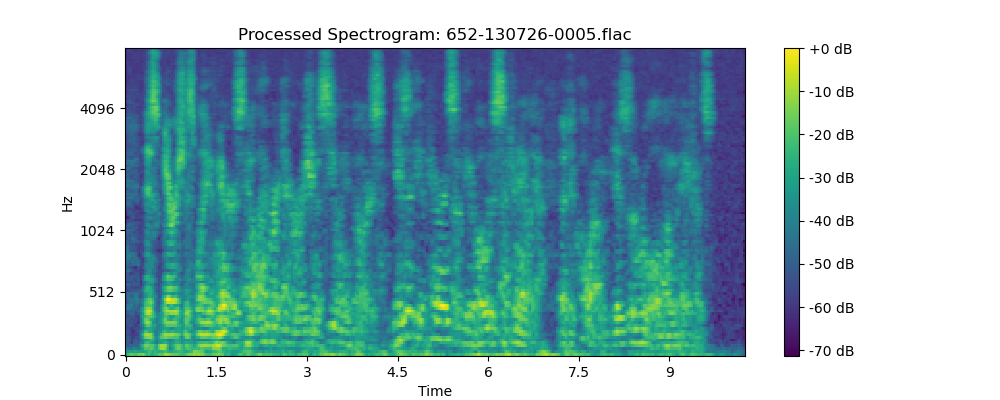 Processed Spectrogram: 652-130726-0005.flac
Hz
4096
2048
1024
512
0
0 1.5 3 4.5 6 7.5 9
Time
+0 dB
-10 dB
-20 dB
-30 dB
-40 dB
-50 dB
-60 dB
-70 dB